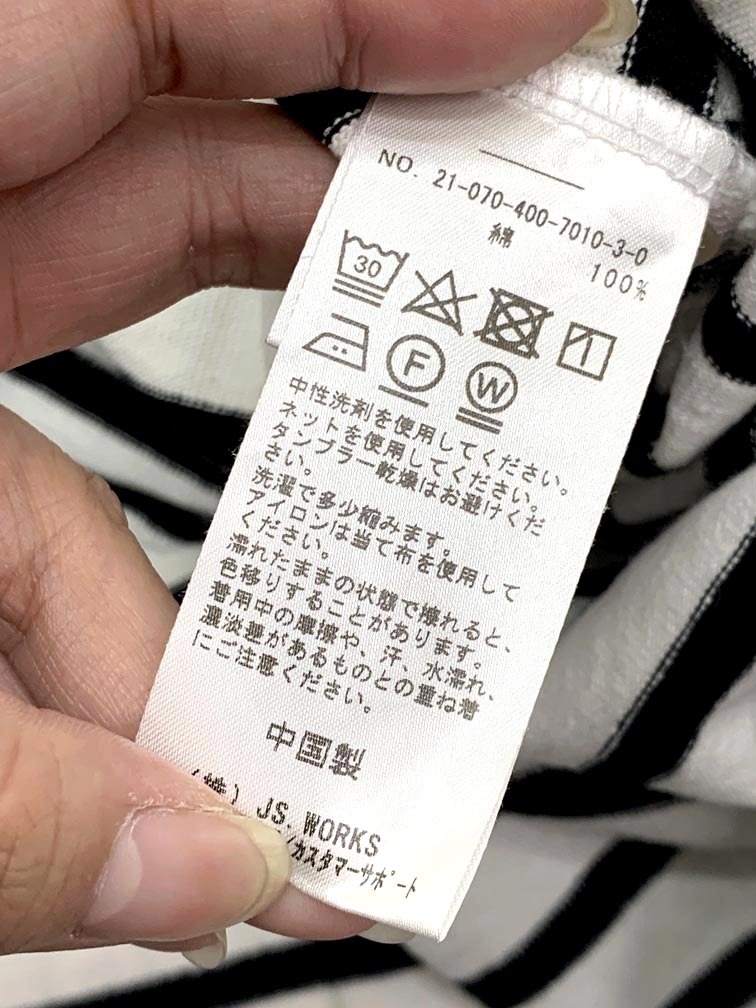 NO. 21-070-400-7010-3-0
綿 100%
30
F W
中性洗剤を使用してください。
ネットを使用してください。
タンブラー乾燥はお避けくだ
さい。
洗濯で多少縮みます。
アイロンは当て布を使用して
ください。
濡れたままの状態で擦れると、
色移りすることがあります。
着用中の摩擦や、汗、水濡れ、
濃淡差があるものとの重ね着
にご注意ください。
中国製
(株) JS. WORKS
カスタマーサポート